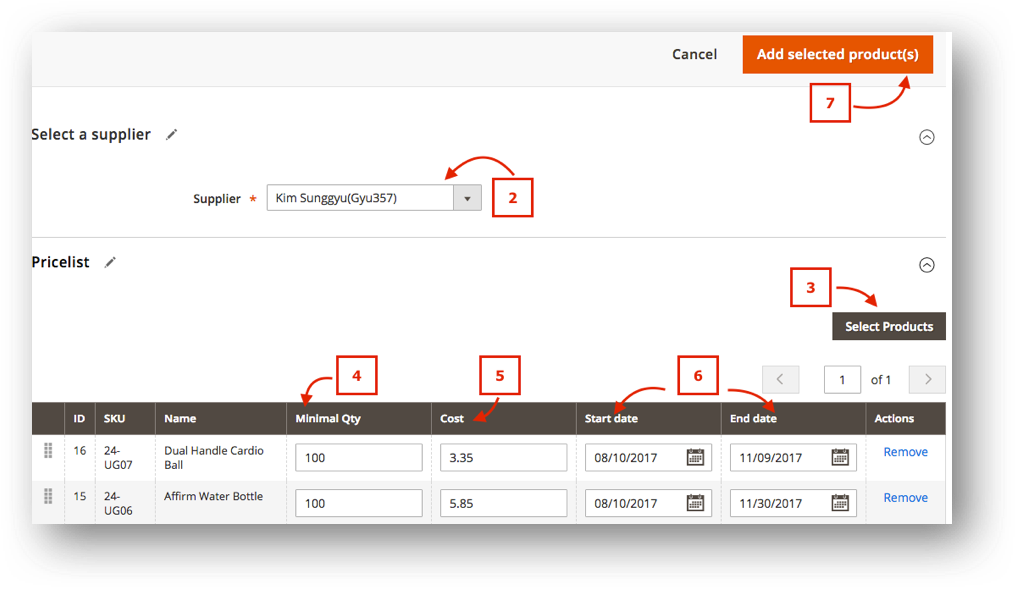 Cancel Add selected product(s)
7
Select a supplier
Supplier * Kim Sunggyu(Gyu357)
2
Pricelist
3
Select Products
4 5 6
1 of 1
ID SKU Name Minimal Qty Cost Start date End date Actions
16 24- Dual Handle Cardio 100 3.35 08/10/2017 11/09/2017 Remove
UG07 Ball
15 24- Affirm Water Bottle 100 5.85 08/10/2017 11/30/2017 Remove
UG06